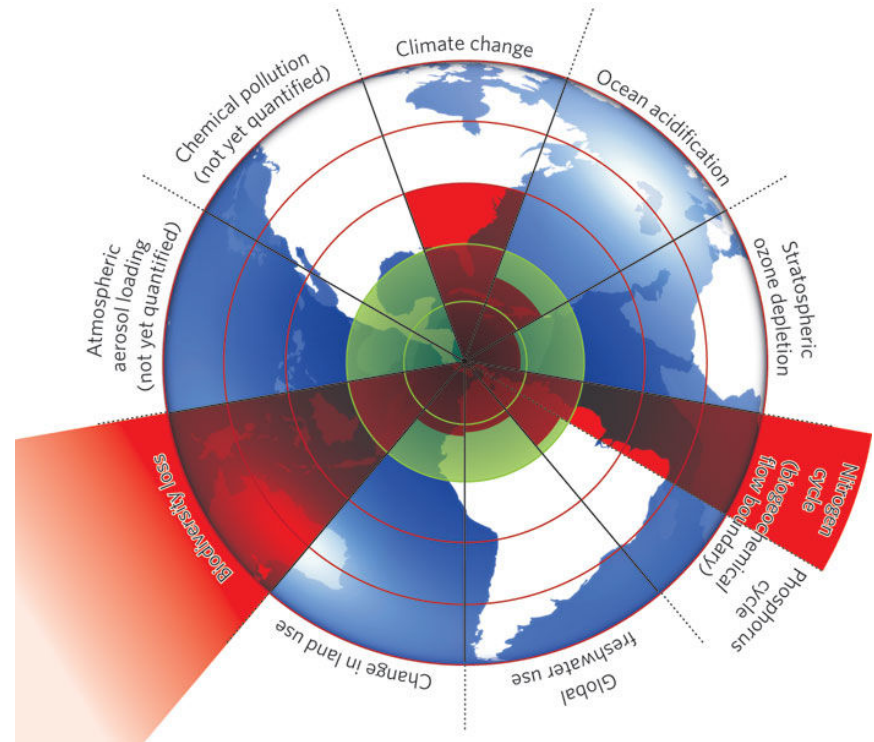 Climate change
Ocean acidification
Stratospheric
ozone depletion
Nitrogen
cycle
(biogeochemical
flow boundary)
Phosphorus
cycle
Global
freshwater use
Change in land use
Biodiversity loss
Atmospheric
aerosol loading
(not yet quantified)
Chemical pollution
(not yet quantified)